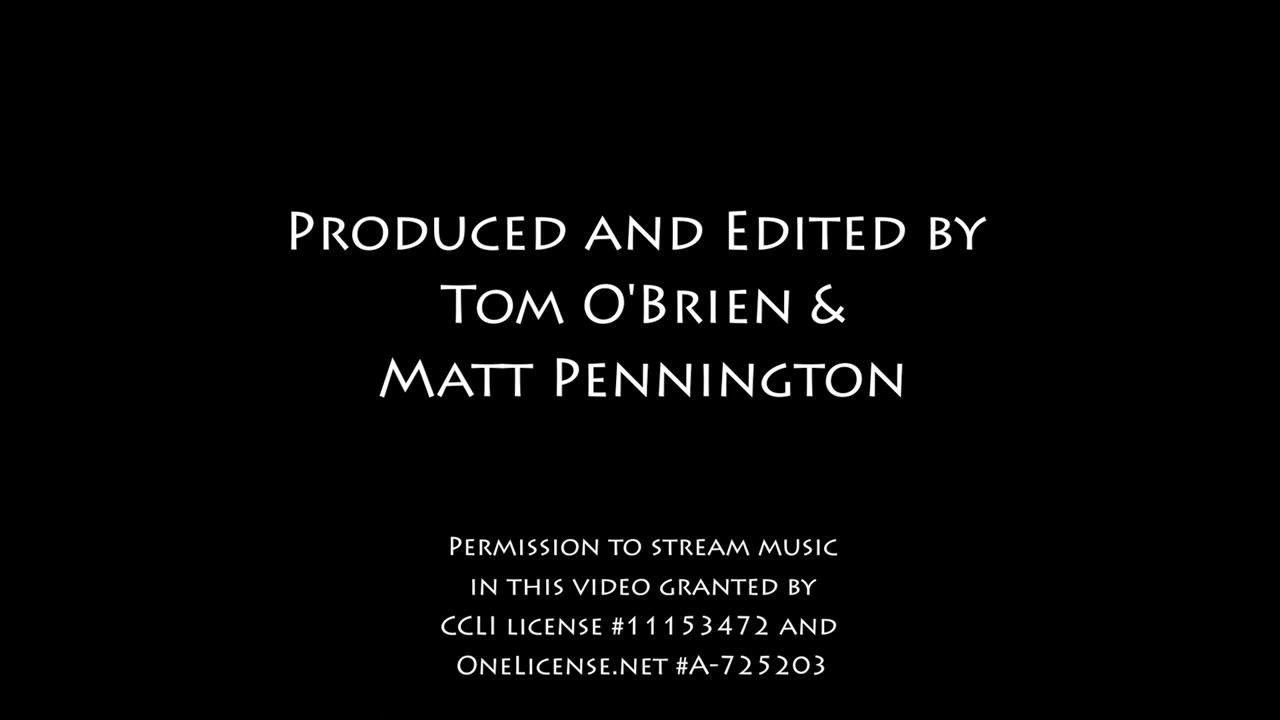 Produced and Edited by
Tom O'Brien &
Matt Pennington
Permission to stream music
in this video granted by
CCLI license #11153472 and
OneLicense.net #A-725203